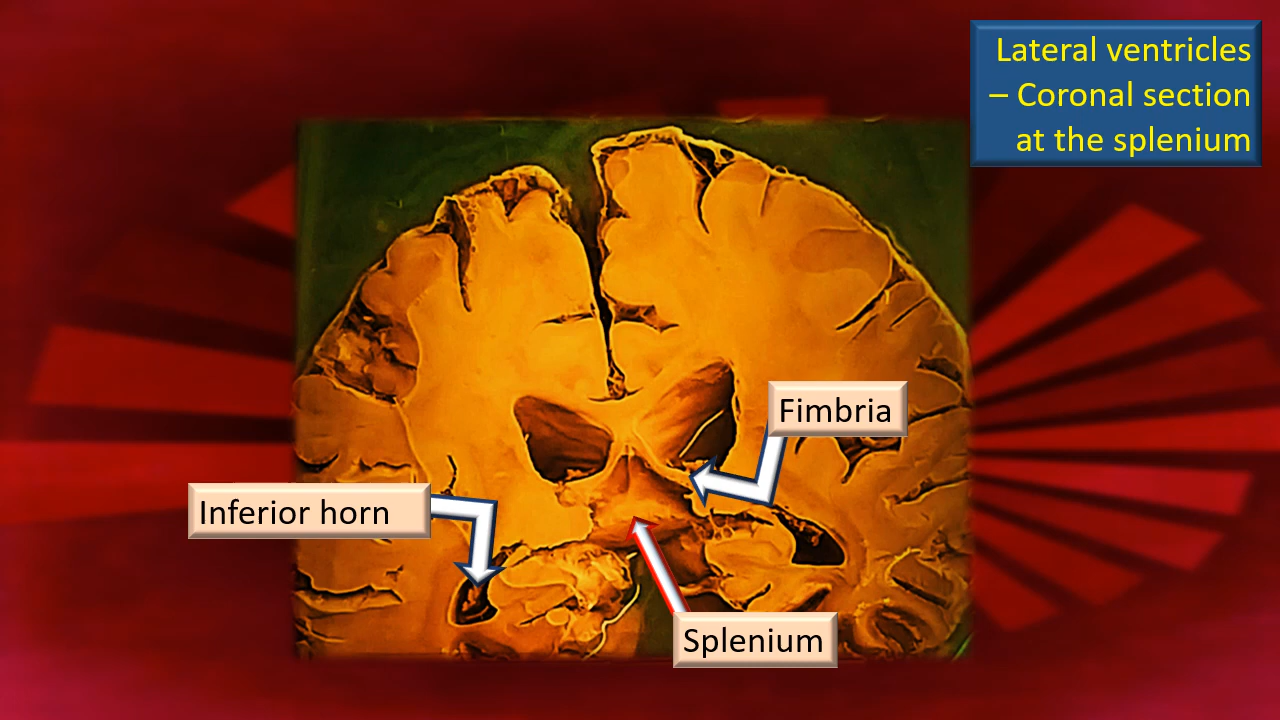 Lateral ventricles
– Coronal section
at the splenium
Fimbria
Inferior horn
Splenium